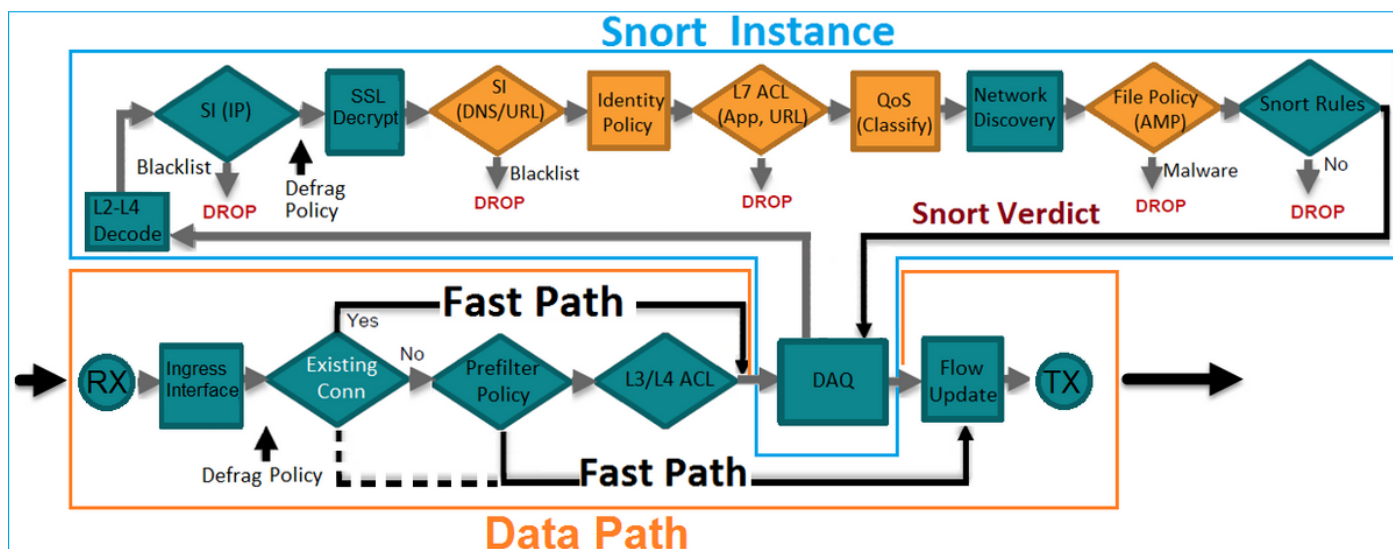 Snort Instance
SI (IP)
SSL
Decrypt
SI
(DNS/URL)
Identity
Policy
L7 ACL
(App, URL)
QoS
(Classify)
Network
Discovery
File Policy
(AMP)
Snort Rules
Blacklist
DROP
Defrag
Policy
Blacklist
DROP
DROP
Malware
DROP
No
DROP
L2-L4
Decode
Snort Verdict
Fast Path
Yes
RX
Ingress
Interface
Existing
Conn
No
Prefilter
Policy
L3/L4 ACL
DAQ
Flow
Update
TX
Defrag Policy
Fast Path
Data Path